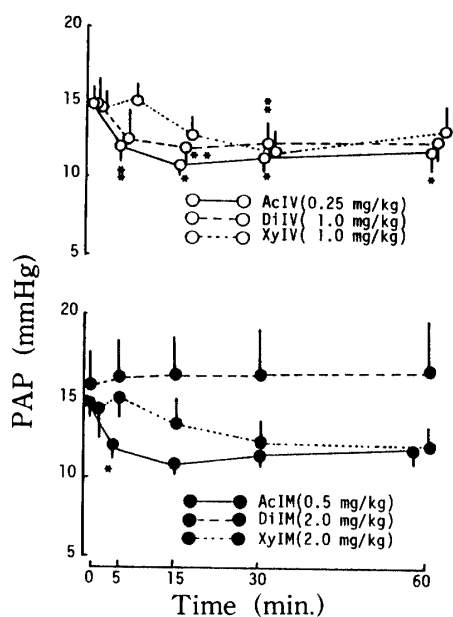 20
15
10
5
* *
* * *
* *
* *
*
AcIV(0.25 mg/kg)
DiIV( 1.0 mg/kg)
XyIV( 1.0 mg/kg)
PAP (mmHg)
20
15
10
5
*
AcIM(0.5 mg/kg)
DiIM(2.0 mg/kg)
XyIM(2.0 mg/kg)
0 5 15 30 60
Time (min.)